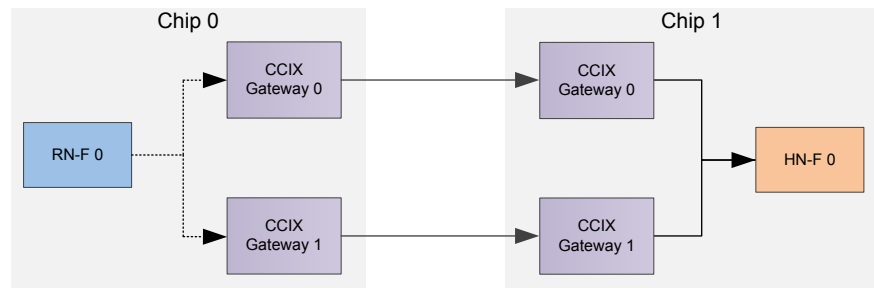 Chip 0
Chip 1
CCIX
Gateway 0
CCIX
Gateway 0
RN-F 0
HN-F 0
CCIX
Gateway 1
CCIX
Gateway 1